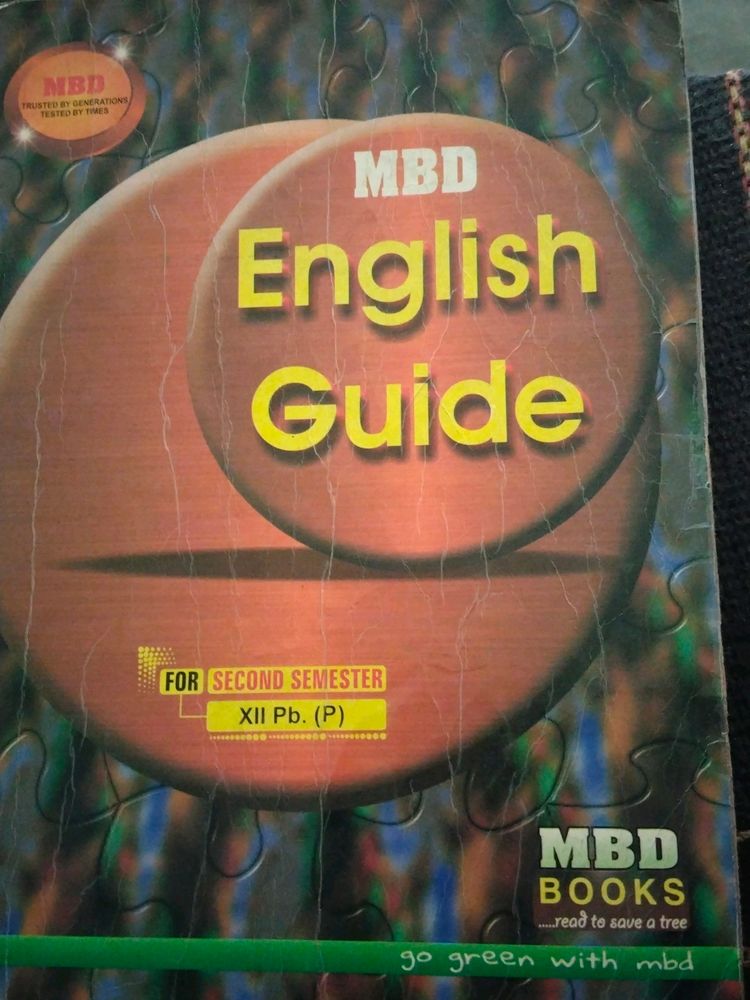 MBD
TRUSTED BY GENERATIONS
TESTED BY TIMES
MBD
English
Guide
FOR SECOND SEMESTER
XII Pb. (P)
MBD
BOOKS
.....read to save a tree
go green with mbd